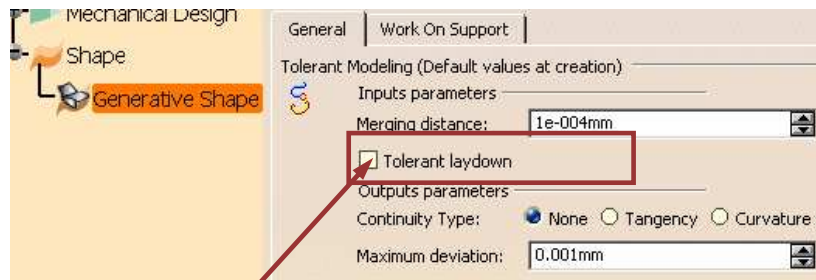 Mechanical Design
Shape
Generative Shape
General
Work On Support
Tolerant Modeling (Default values at creation)
Inputs parameters
Merging distance:
1e-004mm
Tolerant laydown
Outputs parameters
Continuity Type:
None
Tangency
Curvature
Maximum deviation:
0.001mm